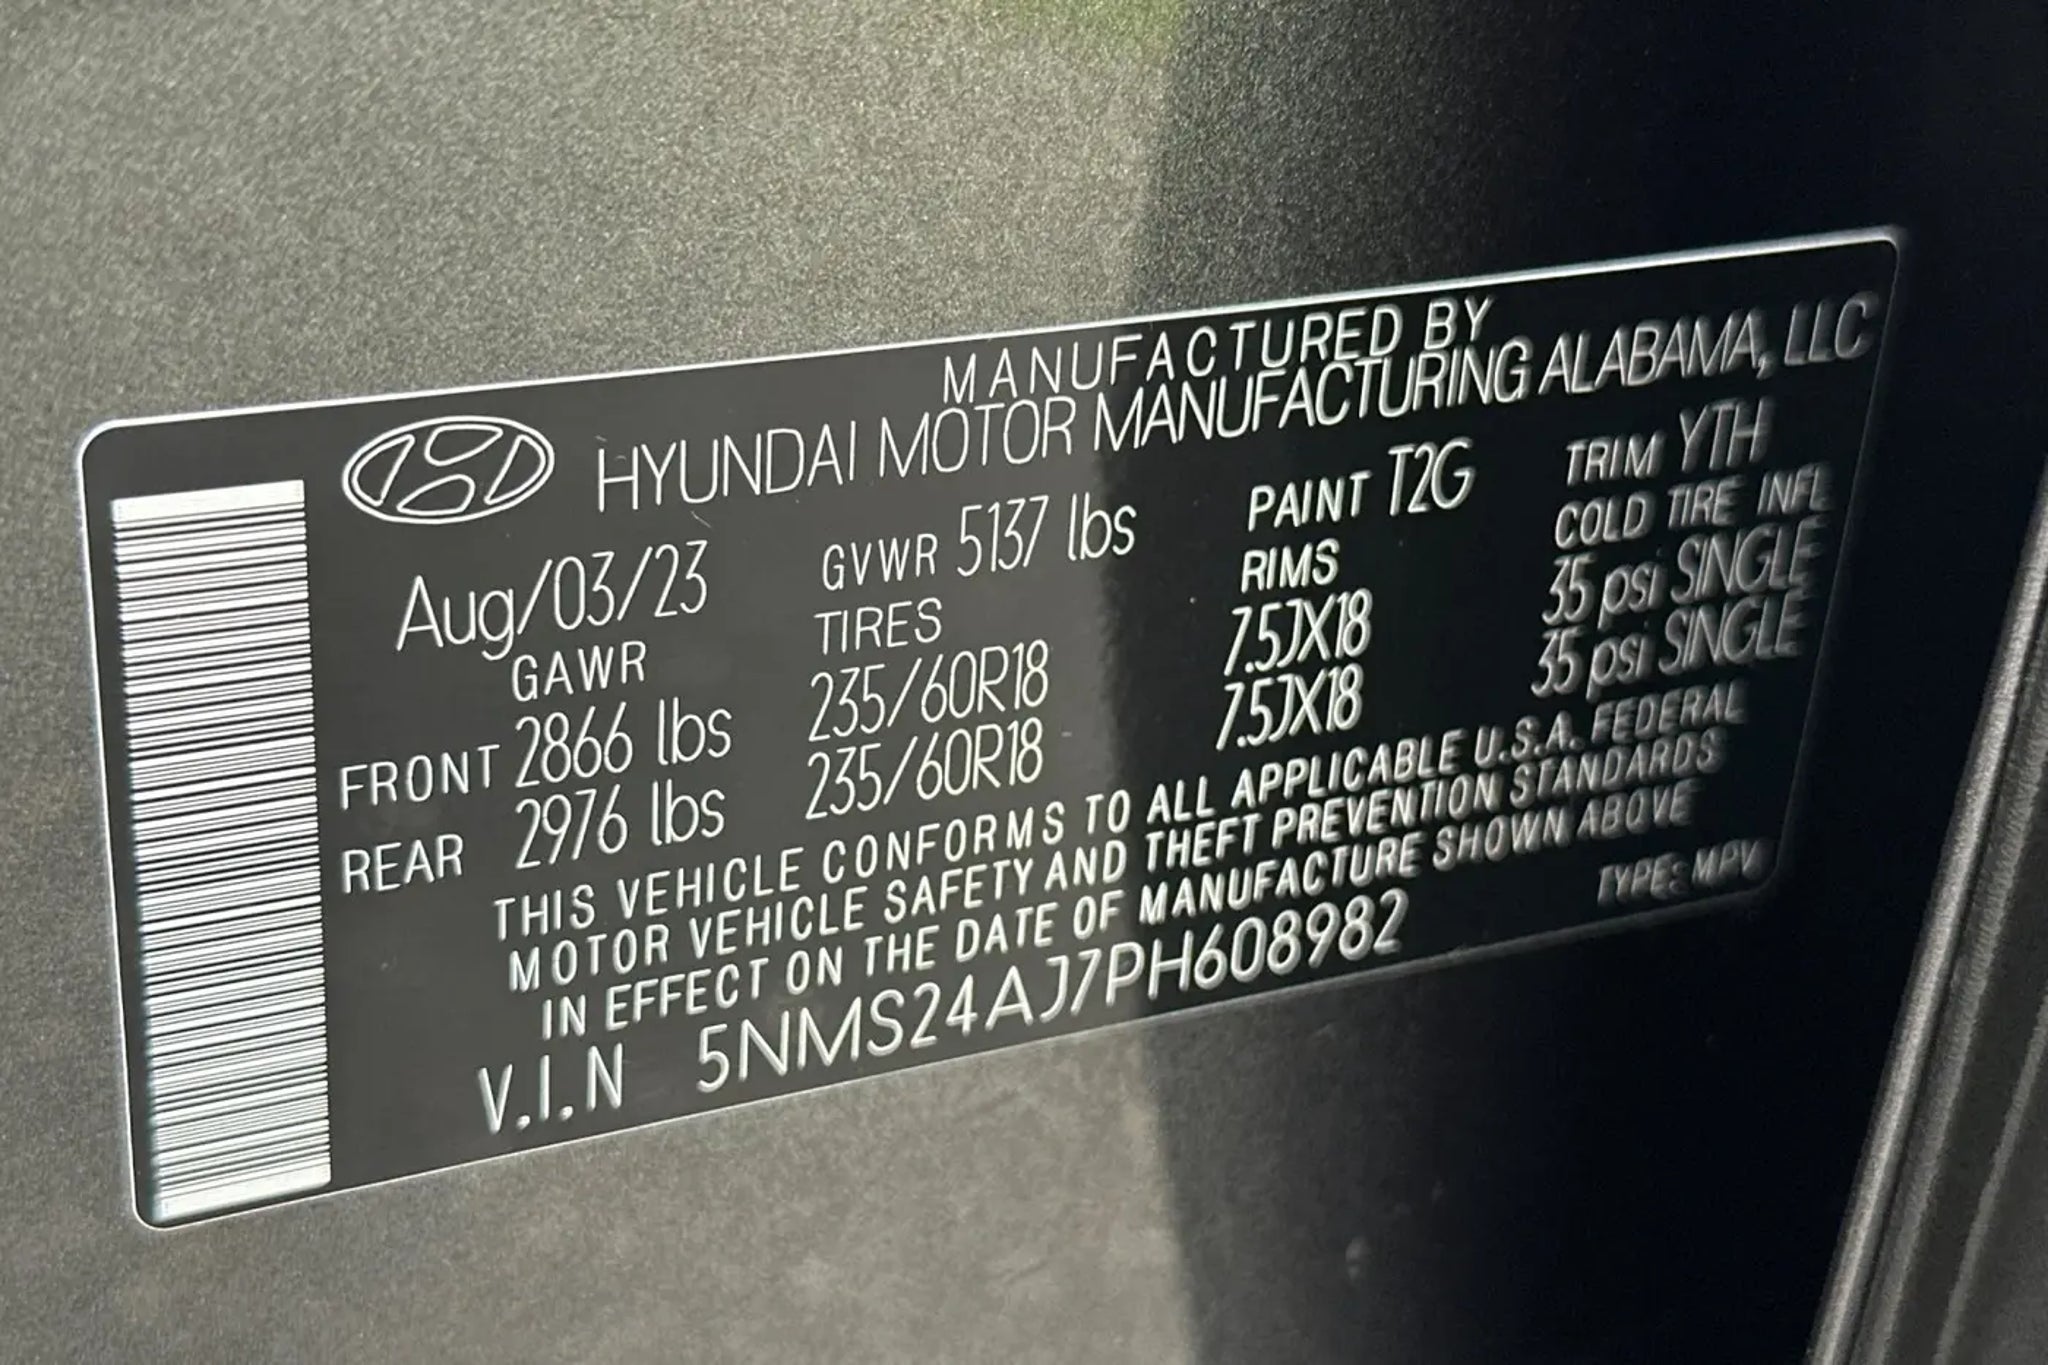 MANUFACTURED BY
HYUNDAI MOTOR MANUFACTURING ALABAMA, LLC
Aug/03/23 GVWR 5137 lbs PAINT T2G TRIM YTH
GAWR TIRES RIMS COLD TIRE INFL
FRONT 2866 lbs 235/60R18 7.5JX18 35 psi SINGLE
REAR 2976 lbs 235/60R18 7.5JX18 35 psi SINGLE
THIS VEHICLE CONFORMS TO ALL APPLICABLE U.S.A. FEDERAL
MOTOR VEHICLE SAFETY AND THEFT PREVENTION STANDARDS
IN EFFECT ON THE DATE OF MANUFACTURE SHOWN ABOVE
V.I.N 5NMS24AJ7PH608982 TYPE: MPV